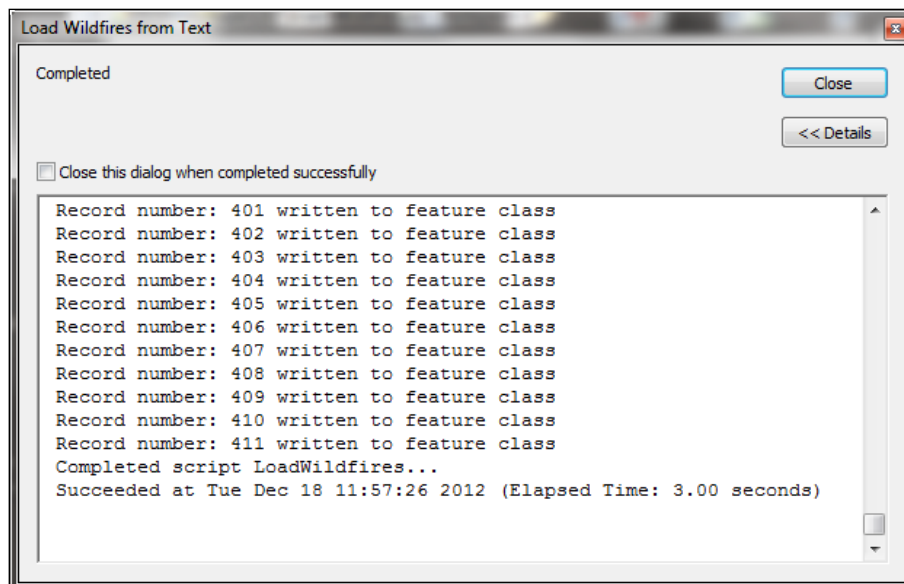 Load Wildfires from Text
Completed
Close
<< Details
Close this dialog when completed successfully
Record number: 401 written to feature class
Record number: 402 written to feature class
Record number: 403 written to feature class
Record number: 404 written to feature class
Record number: 405 written to feature class
Record number: 406 written to feature class
Record number: 407 written to feature class
Record number: 408 written to feature class
Record number: 409 written to feature class
Record number: 410 written to feature class
Record number: 411 written to feature class
Completed script LoadWildfires...
Succeeded at Tue Dec 18 11:57:26 2012 (Elapsed Time: 3.00 seconds)